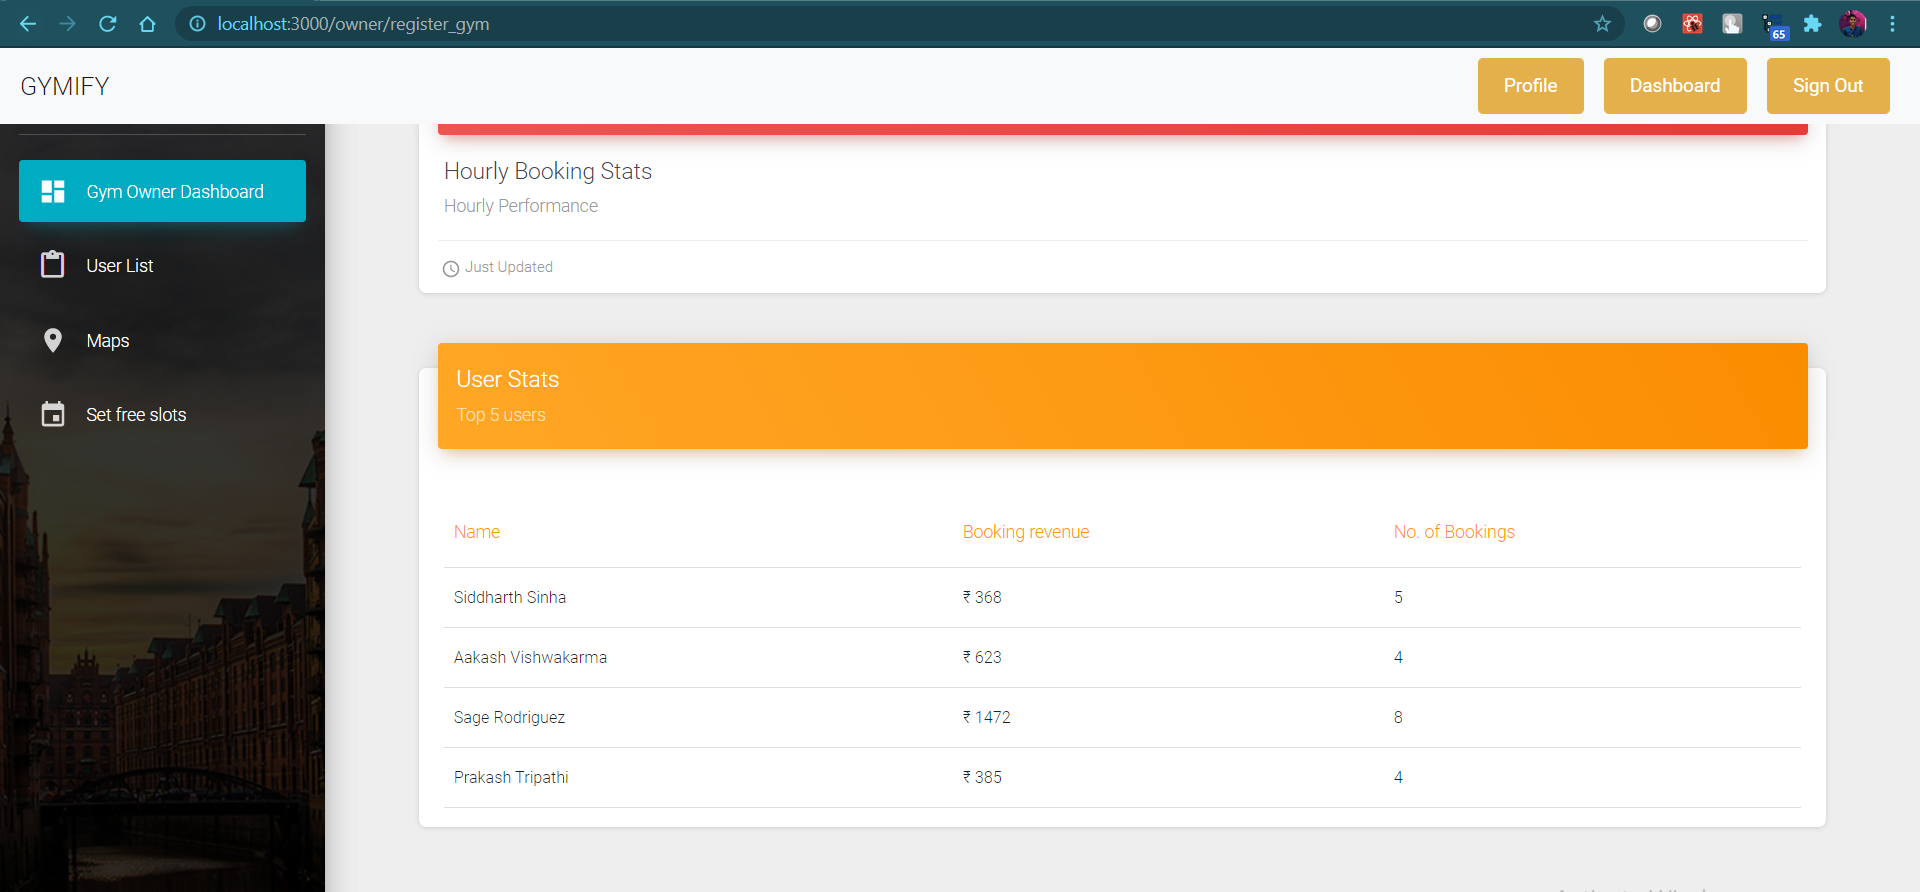 localhost:3000/owner/register_gym
65
GYMIFY
Profile
Dashboard
Sign Out
Gym Owner Dashboard
User List
Maps
Set free slots
Hourly Booking Stats
Hourly Performance
Just Updated
User Stats
Top 5 users
Name Booking revenue No. of Bookings
Siddharth Sinha ₹ 368 5
Aakash Vishwakarma ₹ 623 4
Sage Rodriguez ₹ 1472 8
Prakash Tripathi ₹ 385 4